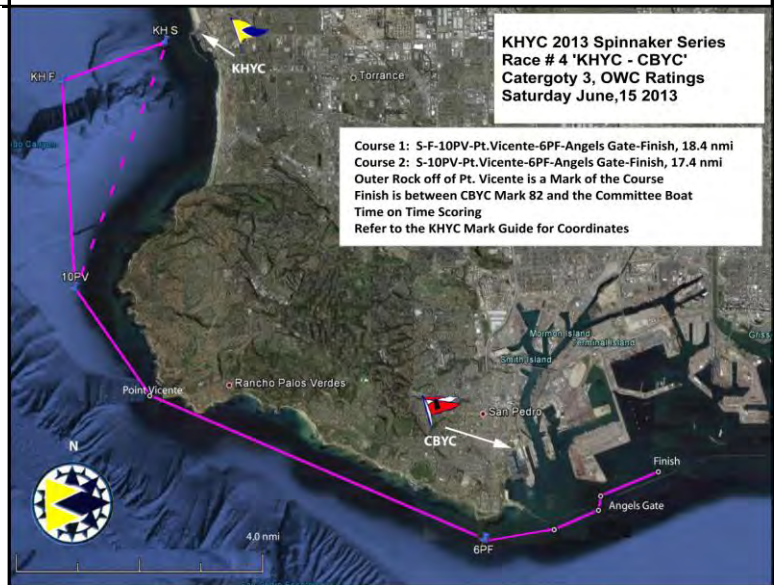 KHYC 2013 Spinnaker Series
Race # 4 'KHYC - CBYC'
Catergoty 3, OWC Ratings
Saturday June,15 2013
Course 1: S-F-10PV-Pt.Vicente-6PF-Angels Gate-Finish, 18.4 nmi
Course 2: S-10PV-Pt.Vicente-6PF-Angels Gate-Finish, 17.4 nmi
Outer Rock off of Pt. Vicente is a Mark of the Course
Finish is between CBYC Mark 82 and the Committee Boat
Time on Time Scoring
Refer to the KHYC Mark Guide for Coordinates
KH S
KHYC
KH F
Torrance
Canyon
10PV
Mormon Island
Terminal Island
Smith Island
Point Vicente
Rancho Palos Verdes
San Pedro
CBYC
N
Finish
Angels Gate
4.0 nmi
6PF